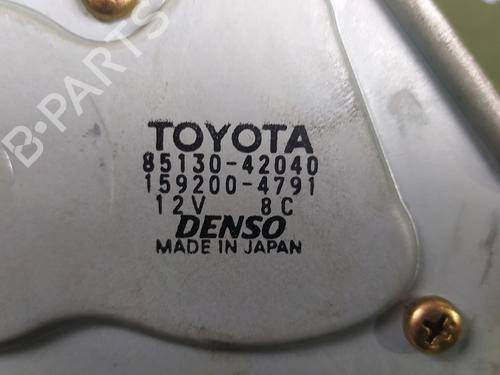 B-PARTS
TOYOTA
85130-42040
159200-4791
12V 8C
DENSO
MADE IN JAPAN